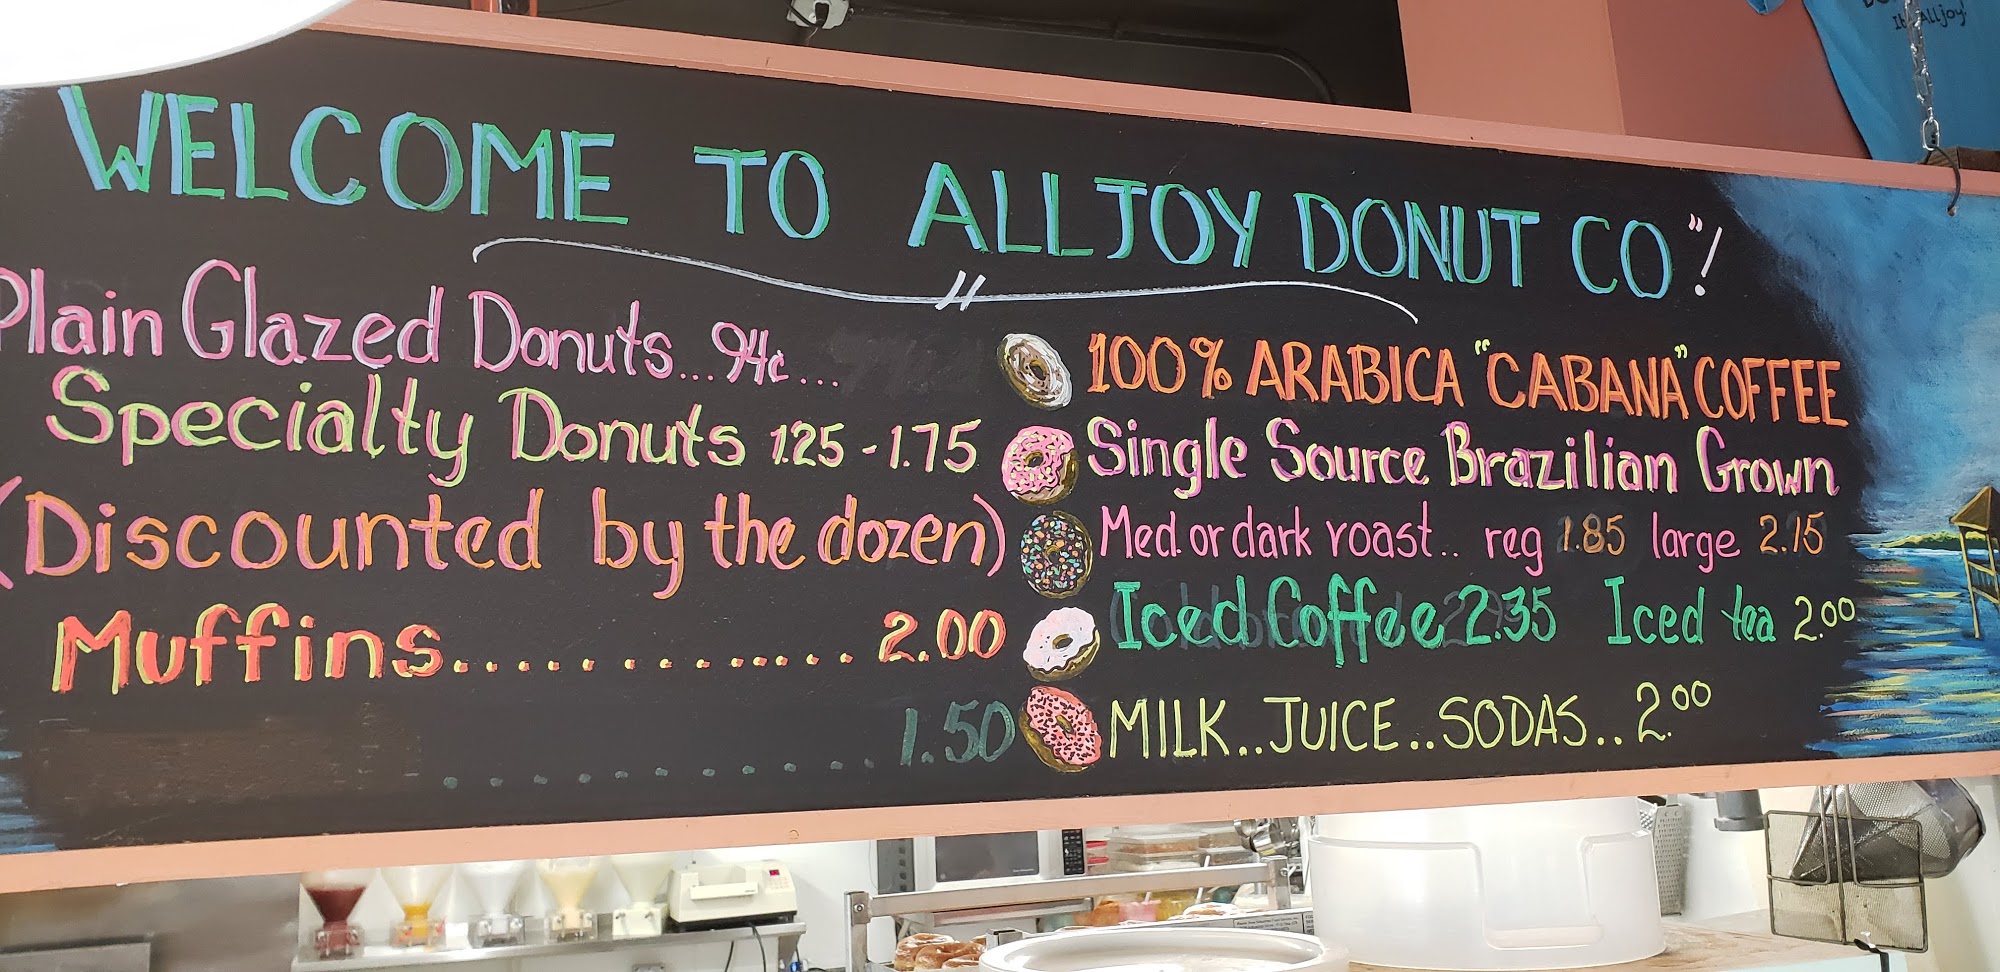 It's Alljoy!
WELCOME TO ALLJOY DONUT CO"!
Plain Glazed Donuts...94¢...
Specialty Donuts 1.25-1.75
(Discounted by the dozen)
Muffins.................. 2.00
.......... 1.50
100% ARABICA "CABANA" COFFEE
Single Source Brazilian Grown
Med. or dark roast.. reg 1.85 large 2.15
Iced Coffee 2.35 Iced tea 2.00
MILK..JUICE..SODAS.. 2.00